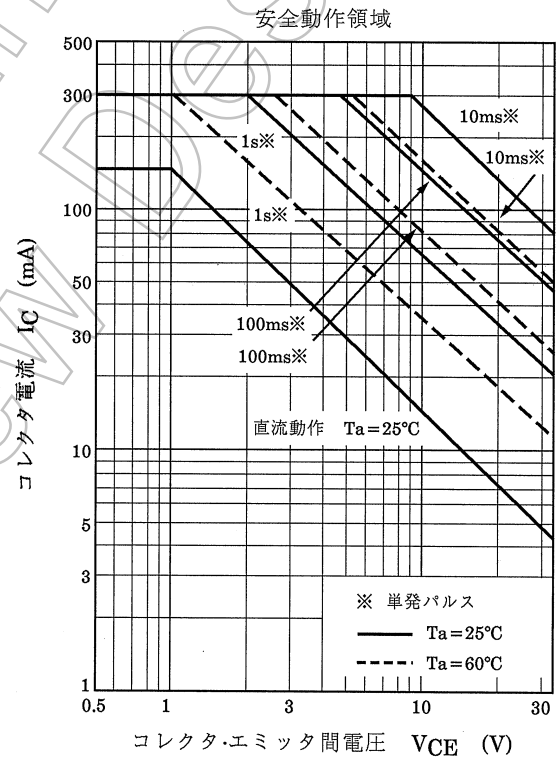 安全動作領域
500
300
100
50
30
10
5
3
1
コレクタ電流 IC (mA)
10ms※
10ms※
1s※
1s※
100ms※
100ms※
直流動作 Ta=25℃
※ 単発パルス
Ta=25℃
Ta=60℃
0.5 1 3 10 30
コレクタ·エミッタ間電圧 VCE (V)